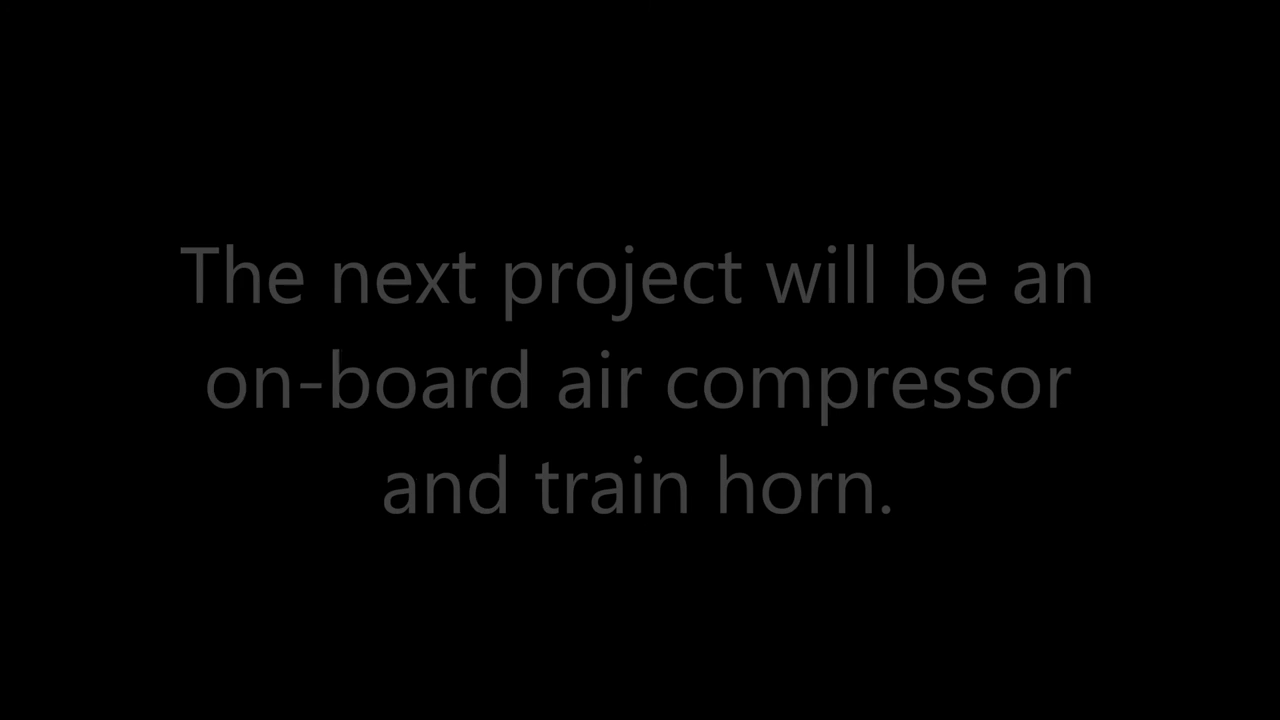 The next project will be an
on-board air compressor
and train horn.